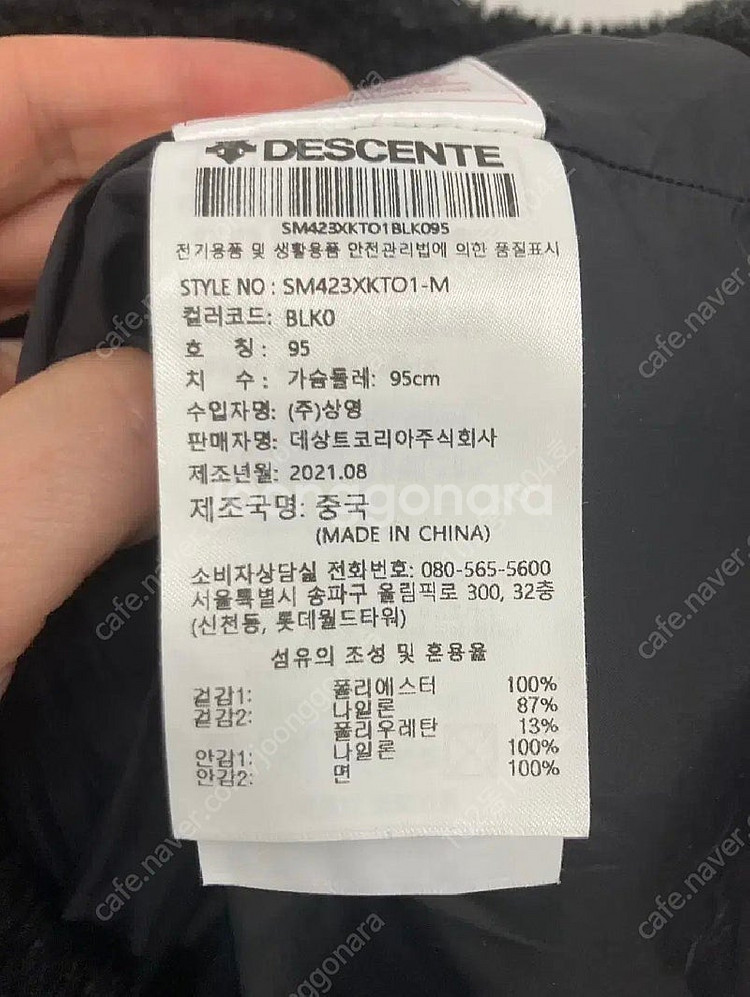 DESCENTE
SM423XKTO1BLK095
전기용품 및 생활용품 안전관리법에 의한 품질표시
STYLE NO : SM423XKTO1-M
컬러코드: BLK0
호 칭 : 95
치 수 : 가슴둘레: 95cm
수입자명: (주)상영
판매자명: 데상트코리아주식회사
제조년월: 2021.08
제조국명: 중국
(MADE IN CHINA)
소비자상담실 전화번호: 080-565-5600
서울특별시 송파구 올림픽로 300, 32층
(신천동, 롯데월드타워)
섬유의 조성 및 혼용율
겉감1: 폴리에스터 100%
겉감2: 나일론 87%
폴리우레탄 13%
안감1: 나일론 100%
안감2: 면 100%
joonggonara
cafe.naver.com/joonggonara